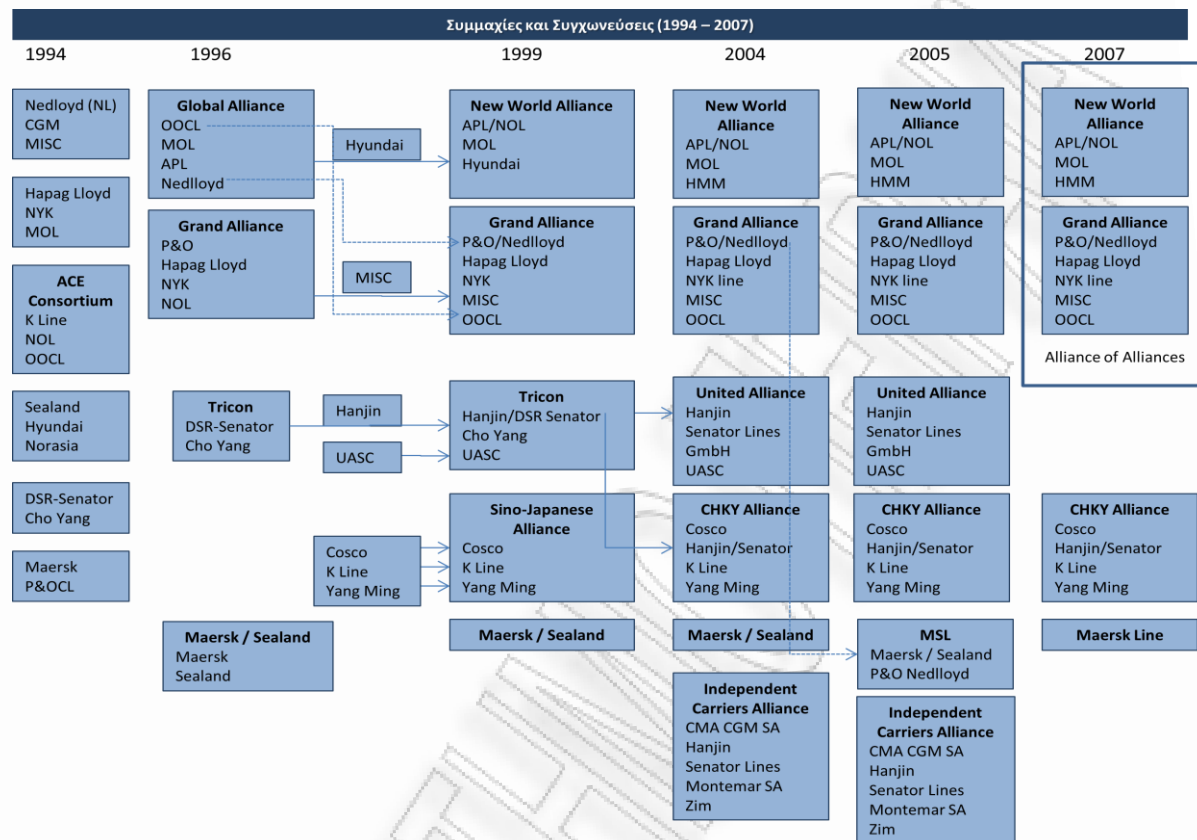 Συμμαχίες και Συγχωνεύσεις (1994 – 2007)
1994
1996
1999
2004
2005
2007
Nedloyd (NL)
CGM
MISC
Hapag Lloyd
NYK
MOL
ACE
Consortium
K Line
NOL
OOCL
Sealand
Hyundai
Norasia
DSR-Senator
Cho Yang
Maersk
P&OCL
Global Alliance
OOCL
MOL
APL
Nedlloyd
Grand Alliance
P&O
Hapag Lloyd
NYK
NOL
Tricon
DSR-Senator
Cho Yang
Maersk / Sealand
Maersk
Sealand
Hyundai
MISC
Hanjin
UASC
Cosco
K Line
Yang Ming
New World Alliance
APL/NOL
MOL
Hyundai
Grand Alliance
P&O/Nedlloyd
Hapag Lloyd
NYK
MISC
OOCL
Tricon
Hanjin/DSR Senator
Cho Yang
UASC
Sino-Japanese
Alliance
Cosco
K Line
Yang Ming
Maersk / Sealand
New World
Alliance
APL/NOL
MOL
HMM
Grand Alliance
P&O/Nedlloyd
Hapag Lloyd
NYK line
MISC
OOCL
United Alliance
Hanjin
Senator Lines
GmbH
UASC
CHKY Alliance
Cosco
Hanjin/Senator
K Line
Yang Ming
Maersk / Sealand
Independent
Carriers Alliance
CMA CGM SA
Hanjin
Senator Lines
Montemar SA
Zim
New World
Alliance
APL/NOL
MOL
HMM
Grand Alliance
P&O/Nedlloyd
Hapag Lloyd
NYK line
MISC
OOCL
United Alliance
Hanjin
Senator Lines
GmbH
UASC
CHKY Alliance
Cosco
Hanjin/Senator
K Line
Yang Ming
MSL
Maersk / Sealand
P&O Nedlloyd
Independent
Carriers Alliance
CMA CGM SA
Hanjin
Senator Lines
Montemar SA
Zim
New World
Alliance
APL/NOL
MOL
HMM
Grand Alliance
P&O/Nedlloyd
Hapag Lloyd
NYK line
MISC
OOCL
Alliance of Alliances
CHKY Alliance
Cosco
Hanjin/Senator
K Line
Yang Ming
Maersk Line